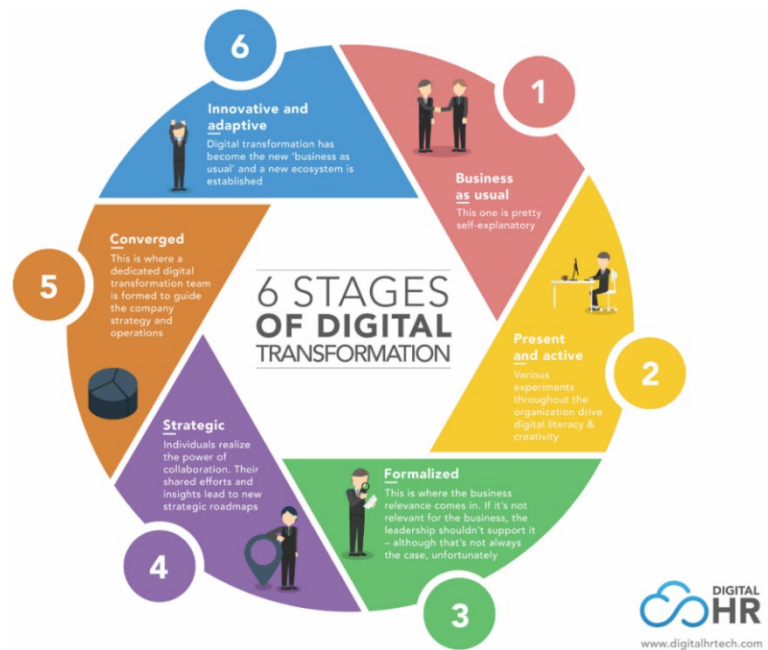 6 STAGES
OF DIGITAL
TRANSFORMATION
1
Business
as usual
This one is pretty
self-explanatory
2
Present
and active
Various
experiments
throughout the
organization drive
digital literacy &
creativity
3
Formalized
This is where the business
relevance comes in. If it's not
relevant for the business, the
leadership shouldn't support it
– although that's not always
the case, unfortunately
4
Strategic
Individuals realize
the power of
collaboration. Their
shared efforts and
insights lead to new
strategic roadmaps
5
Converged
This is where a
dedicated digital
transformation team
is formed to guide
the company
strategy and
operations
6
Innovative and
adaptive
Digital transformation has
become the new 'business as
usual' and a new ecosystem is
established
DIGITAL
HR
www.digitalhrtech.com